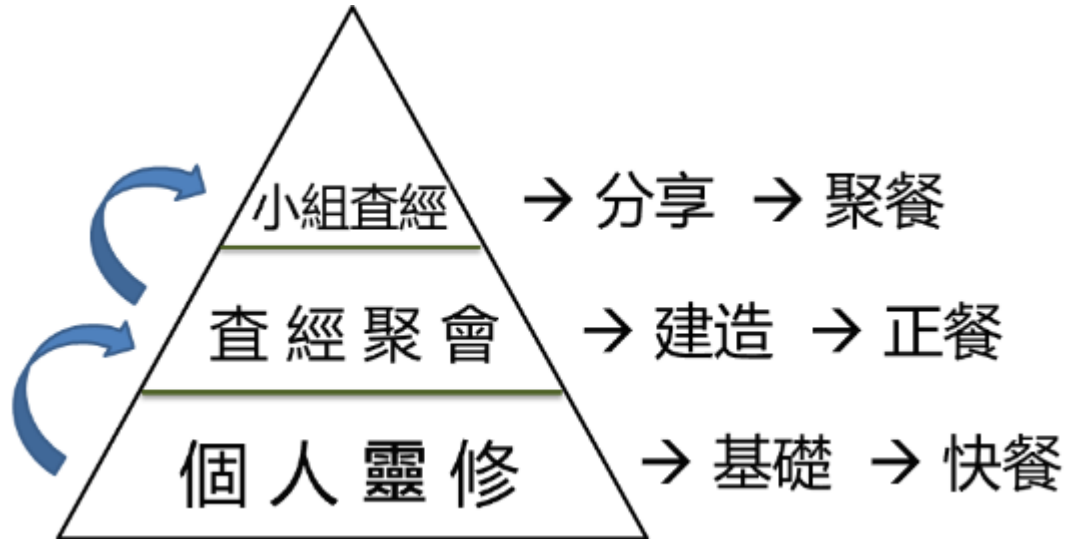 小組查經 → 分享 → 聚餐
查經聚會 → 建造 → 正餐
個人靈修 → 基礎 → 快餐